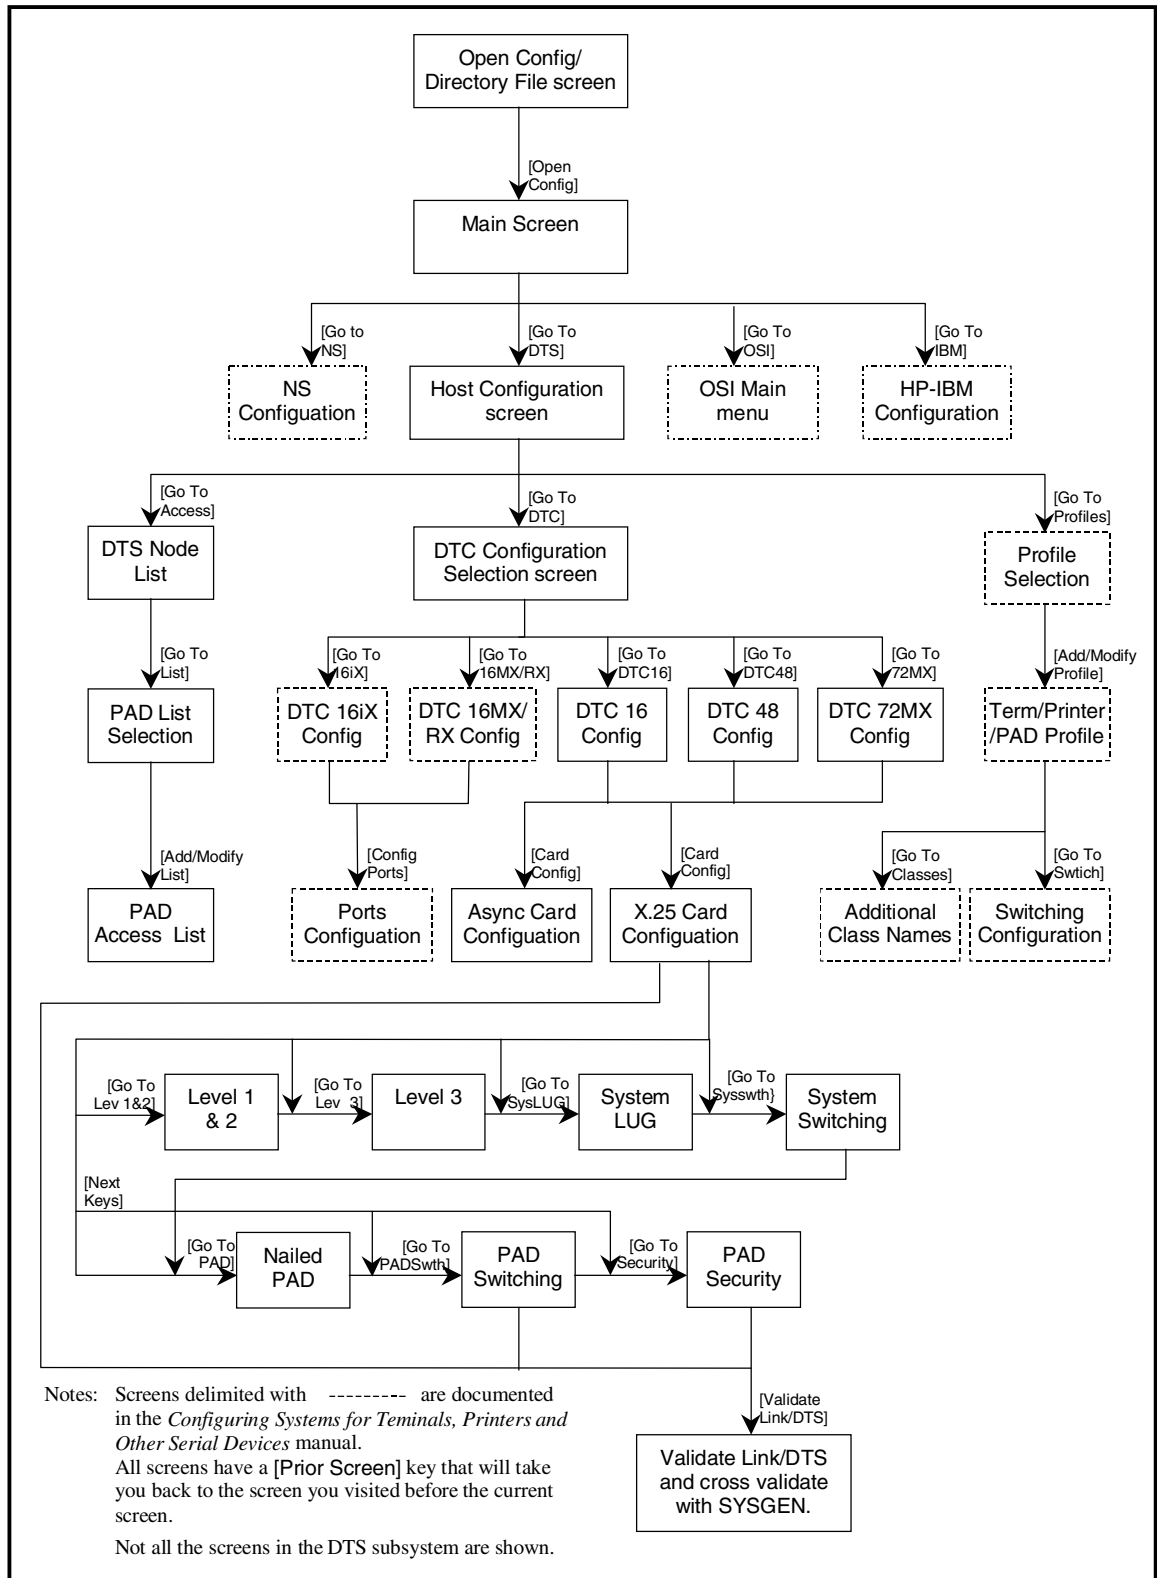 Open Config/
Directory File screen
[Open
Config]
Main Screen
[Go to
NS]
[Go To
DTS]
[Go To
OSI]
[Go To
IBM]
NS
Configuation
Host Configuration
screen
OSI Main
menu
HP-IBM
Configuration
[Go To
Access]
[Go To
DTC]
[Go To
Profiles]
DTS Node
List
DTC Configuration
Selection screen
Profile
Selection
[Go To
List]
[Go To
16iX]
[Go To
16MX/RX]
[Go To
DTC16]
[Go To
DTC48]
[Go To
72MX]
[Add/Modify
Profile]
PAD List
Selection
DTC 16iX
Config
DTC 16MX/
RX Config
DTC 16
Config
DTC 48
Config
DTC 72MX
Config
Term/Printer
/PAD Profile
[Add/Modify
List]
[Config
Ports]
[Card
Config]
[Card
Config]
[Go To
Classes]
[Go To
Swtich]
PAD
Access List
Ports
Configuation
Async Card
Configuation
X.25 Card
Configuation
Additional
Class Names
Switching
Configuration
[Go To
Lev 1&2]
Level 1
& 2
[Go To
Lev 3]
Level 3
[Go To
SysLUG]
System
LUG
[Go To
Sysswth}
System
Switching
[Next
Keys]
[Go To
PAD]
Nailed
PAD
[Go To
PADSwth]
PAD
Switching
[Go To
Security]
PAD
Security
Notes: Screens delimited with --------- are documented
in the Configuring Systems for Teminals, Printers and
Other Serial Devices manual.
All screens have a [Prior Screen] key that will take
you back to the screen you visited before the current
screen.
Not all the screens in the DTS subsystem are shown.
[Validate
Link/DTS]
Validate Link/DTS
and cross validate
with SYSGEN.